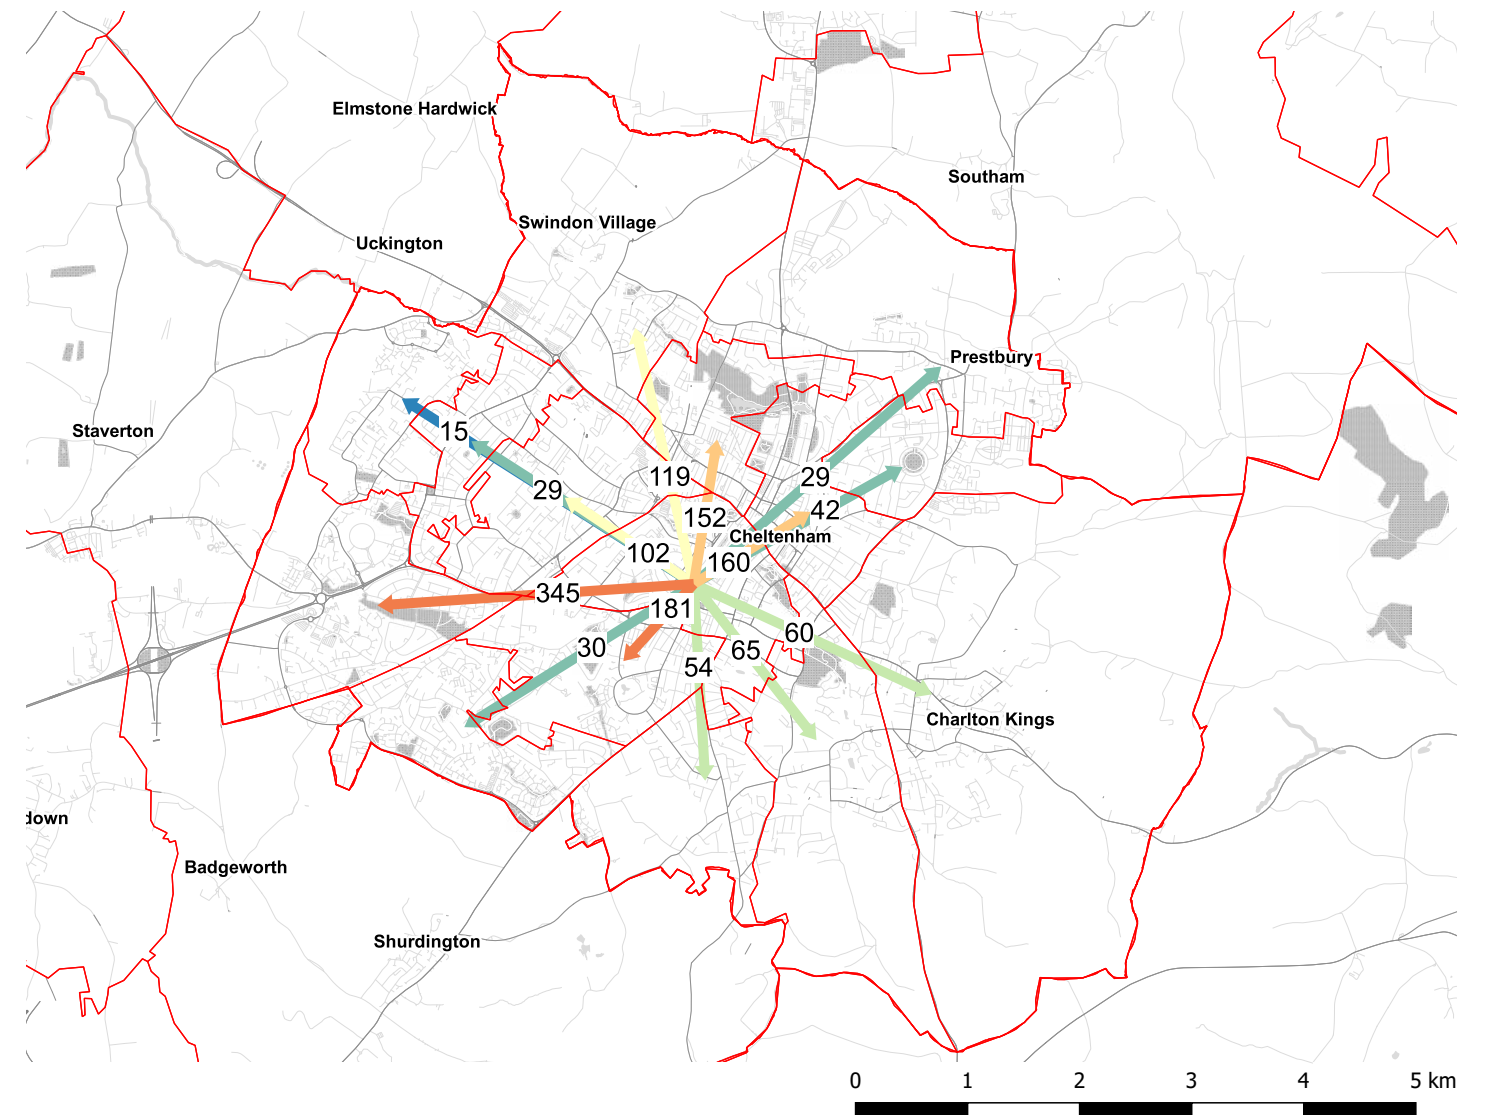 Elmstone Hardwick
Southam
Swindon Village
Uckington
Prestbury
Staverton
15
119
29
29
152
42
Cheltenham
102
160
345
181
60
30
65
54
Charlton Kings
down
Badgeworth
Shurdington
0 1 2 3 4 5 km